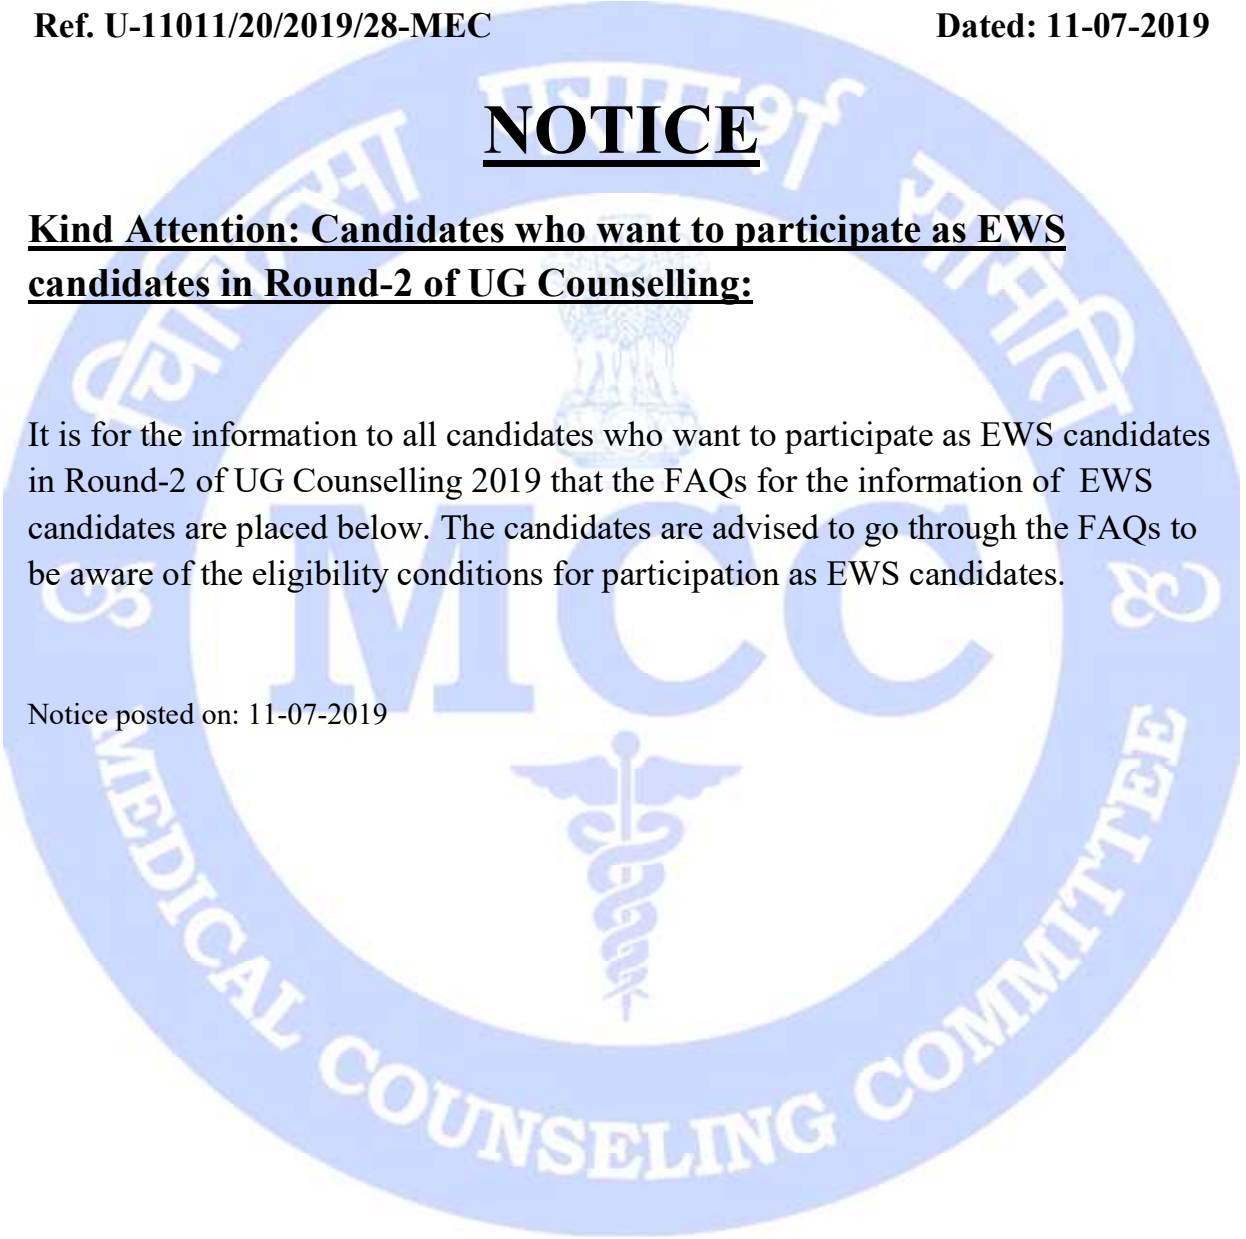 Ref. U-11011/20/2019/28-MEC Dated: 11-07-2019
NOTICE
Kind Attention: Candidates who want to participate as EWS
candidates in Round-2 of UG Counselling:
It is for the information to all candidates who want to participate as EWS candidates
in Round-2 of UG Counselling 2019 that the FAQs for the information of  EWS
candidates are placed below. The candidates are advised to go through the FAQs to
be aware of the eligibility conditions for participation as EWS candidates.
Notice posted on: 11-07-2019
चिकित्सा परामर्श समिति
MCC
MEDICAL COUNSELING COMMITTEE